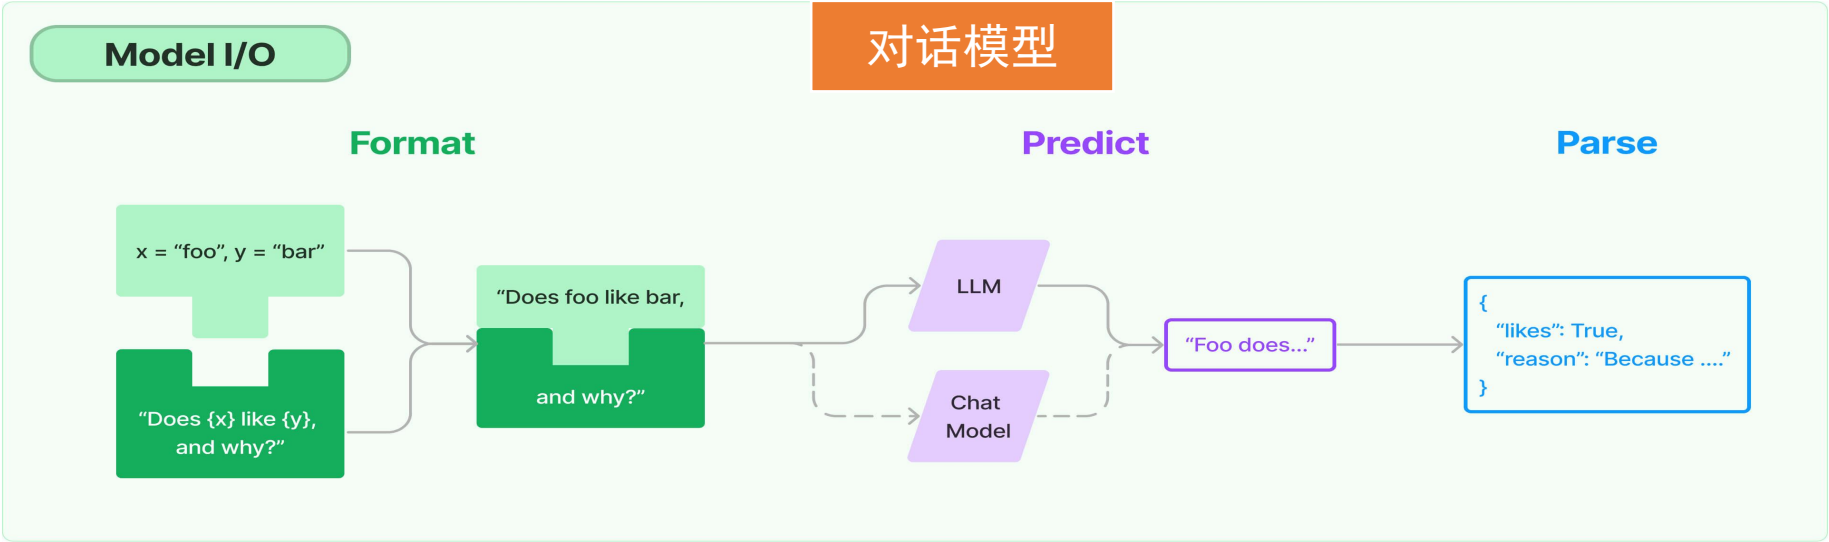 Model I/O
对话模型
Format
Predict
Parse
x = “foo”, y = “bar”
“Does {x} like {y},
and why?”
“Does foo like bar,
and why?”
LLM
Chat
Model
“Foo does...”
{
“likes”: True,
“reason”: “Because ....”
}